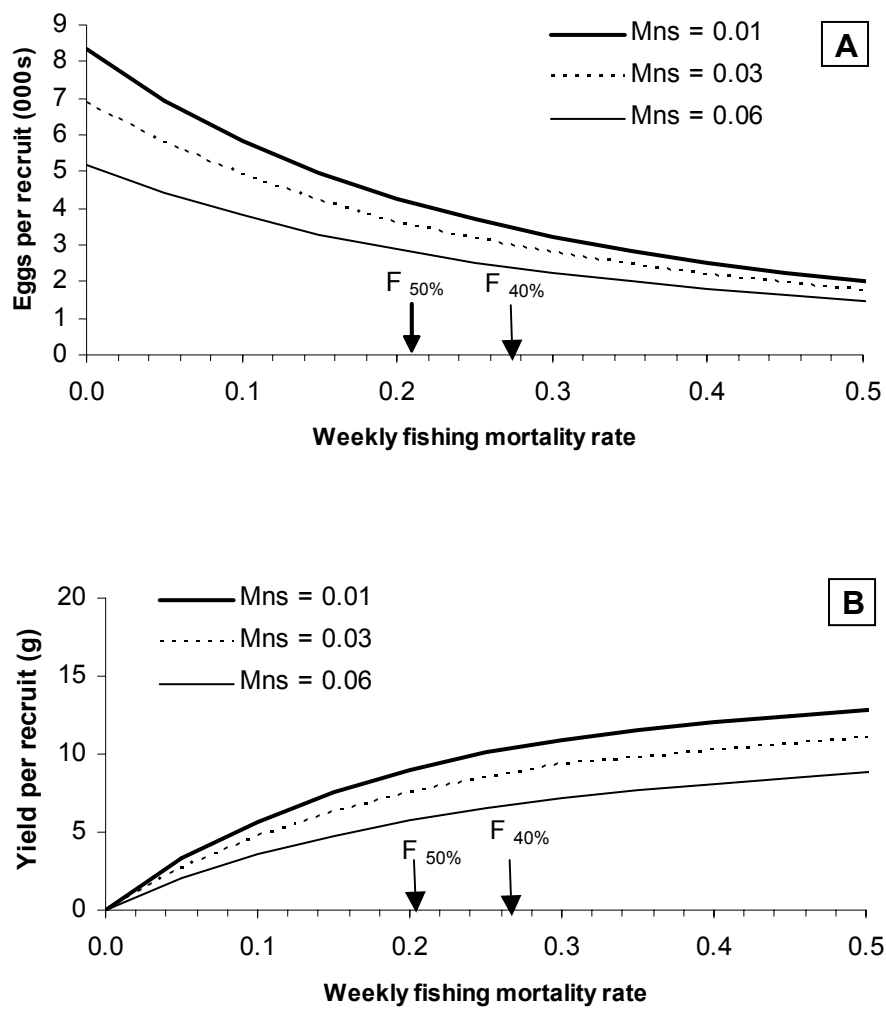 Mns = 0.01
Mns = 0.03
Mns = 0.06
A
Eggs per recruit (000s)
9
8
7
6
5
4
3
2
1
0
F 50%
F 40%
0.0 0.1 0.2 0.3 0.4 0.5
Weekly fishing mortality rate
Mns = 0.01
Mns = 0.03
Mns = 0.06
B
Yield per recruit (g)
20
15
10
5
0
F 50%
F 40%
0.0 0.1 0.2 0.3 0.4 0.5
Weekly fishing mortality rate